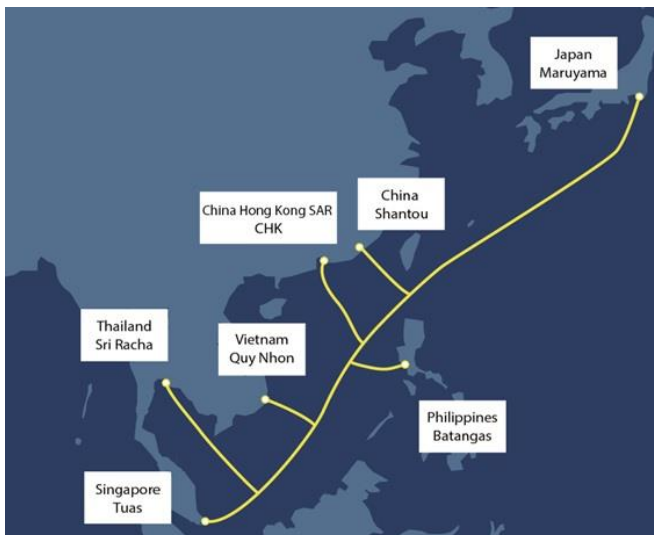 Japan
Maruyama
China
Shantou
China Hong Kong SAR
CHK
Thailand
Sri Racha
Vietnam
Quy Nhon
Philippines
Batangas
Singapore
Tuas